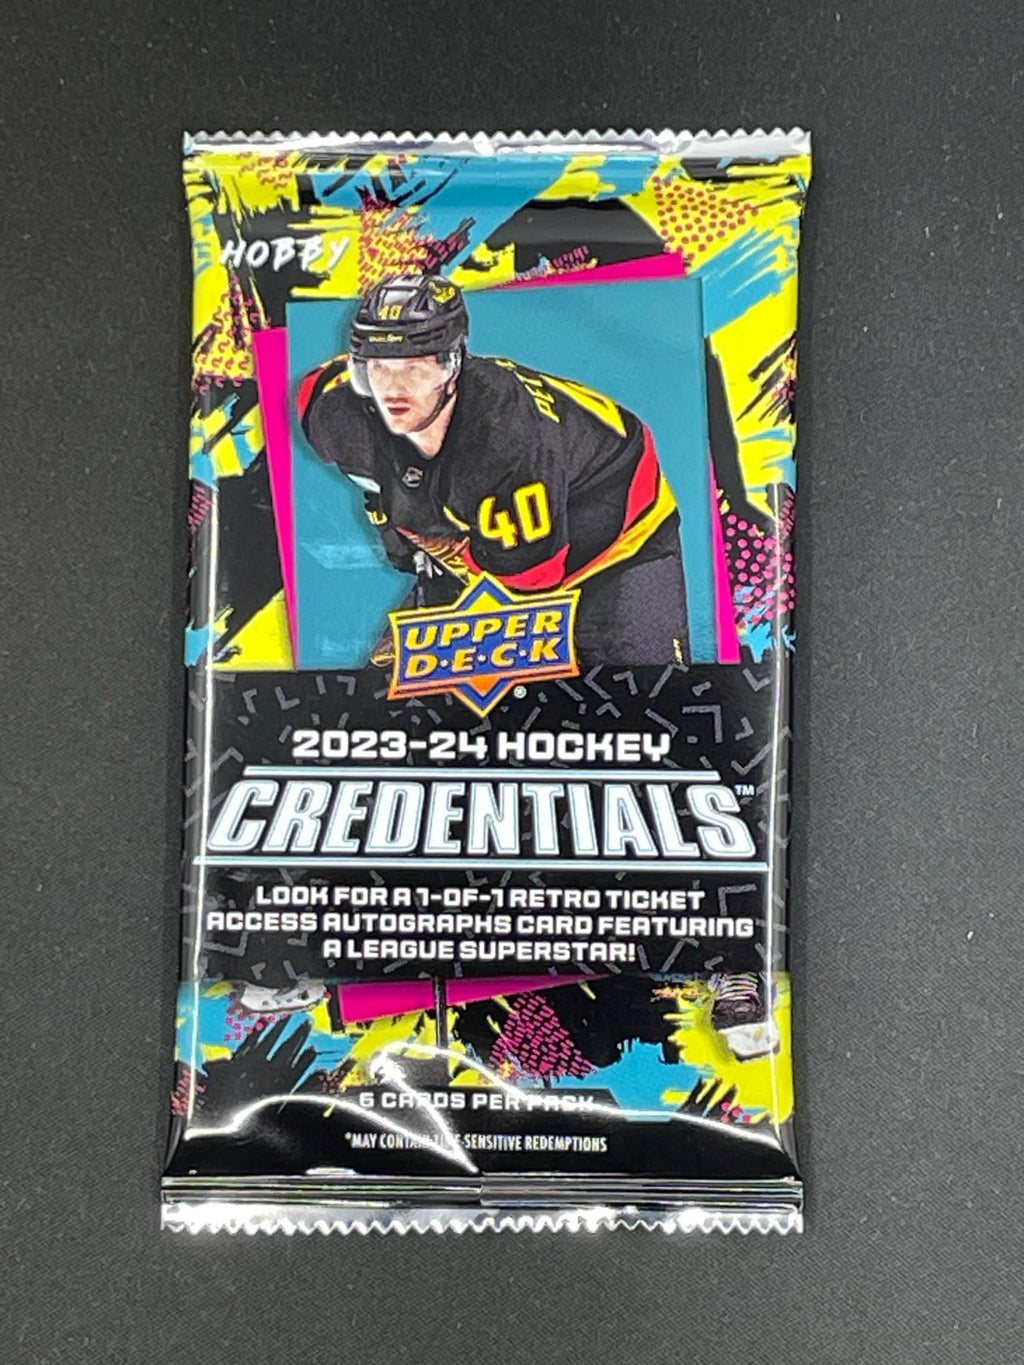 HOBBY
40
40
UPPER
D·E·C·K
®
2023-24 HOCKEY
CREDENTIALS™
LOOK FOR A 1-OF-1 RETRO TICKET
ACCESS AUTOGRAPHS CARD FEATURING
A LEAGUE SUPERSTAR!
6 CARDS PER PACK
*MAY CONTAIN TIME-SENSITIVE REDEMPTIONS